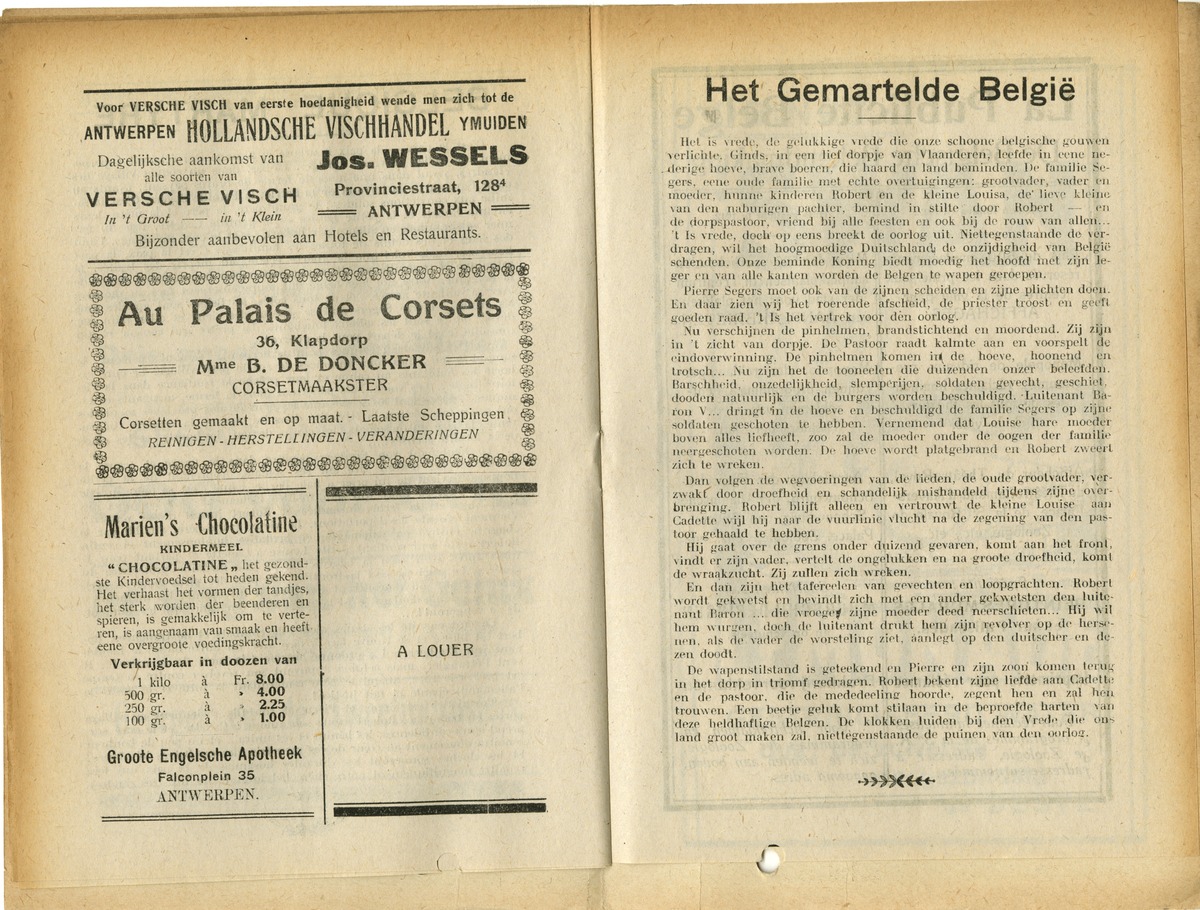 Voor VERSCHE VISCH van eerste hoedanigheid wende men zich tot de
ANTWERPEN HOLLANDSCHE VISCHHANDEL YMUIDEN
Dagelijksche aankomst van
alle soorten van
VERSCHE VISCH
In 't Groot — in 't Klein
Jos. WESSELS
Provinciestraat, 128⁴
ANTWERPEN
Bijzonder aanbevolen aan Hotels en Restaurants.
Au Palais de Corsets
36, Klapdorp
Mme B. DE DONCKER
CORSETMAAKSTER
Corsetten gemaakt en op maat. - Laatste Scheppingen
REINIGEN - HERSTELLINGEN - VERANDERINGEN
Marien's Chocolatine
KINDERMEEL
" CHOCOLATINE „ het gezond-
ste Kindervoedsel tot heden gekend.
Het verhaast het vormen der tandjes,
het sterk worden der beenderen en
spieren, is gemakkelijk om te verte-
ren, is aangenaam van smaak en heeft
eene overgroote voedingskracht.
Verkrijgbaar in doozen van
1 kilo à Fr. 8.00
500 gr. à » 4.00
250 gr. à » 2.25
100 gr. à » 1.00
Groote Engelsche Apotheek
Falconplein 35
ANTWERPEN.
A LOUER
Het Gemartelde België
Het is vrede, de gelukkige vrede die onze schoone belgische gouwen
verlichte. Ginds, in een lief dorpje van Vlaanderen, leefde in eene ne-
derige hoeve, brave boeren, die haard en land beminden. De familie Se-
gers, eene oude familie met echte overtuigingen: grootvader, vader en
moeder, hunne kinderen Robert en de kleine Louisa, de lieve kleine
van den naburigen pachter, bemind in stilte door Robert — en
de dorpspastoor, vriend bij alle feesten en ook bij de rouw van allen...
't Is vrede, doch op eens breekt de oorlog uit. Niettegenstaande de ver-
dragen, wil het hoogmoedige Duitschland de onzijdigheid van België
schenden. Onze beminde Koning biedt moedig het hoofd met zijn le-
ger en van alle kanten worden de Belgen te wapen geroepen.
Pierre Segers moet ook van de zijnen scheiden en zijne plichten doen.
En daar zien wij het roerende afscheid, de priester troost en geeft
goeden raad. 't Is het vertrek voor den oorlog.
Nu verschijnen de pinhelmen, brandstichtend en moordend. Zij zijn
in 't zicht van dorpje. De Pastoor raadt kalmte aan en voorspelt de
eindoverwinning. De pinhelmen komen in de hoeve, hoonend en
trotsch... Nu zijn het de tooneelen die duizenden onzer beleefden.
Barschheid, onzedelijkheid, slemperijen, soldaten gevecht, geschiet,
dooden natuurlijk en de burgers worden beschuldigd. Luitenant Ba-
ron V... dringt in de hoeve en beschuldigd de familie Segers op zijne
soldaten geschoten te hebben. Vernemend dat Louise hare moeder
boven alles liefheeft, zoo zal de moeder onder de oogen der familie
neergeschoten worden. De hoeve wordt platgebrand en Robert zweert
zich te wreken.
Dan volgen de wegvoeringen van de lieden, de oude grootvader, ver-
zwakt door droefheid en schandelijk mishandeld tijdens zijne over-
brenging. Robert blijft alleen en vertrouwt de kleine Louise aan
Cadette wijl hij naar de vuurlinie vlucht na de zegening van den pas-
toor gehaald te hebben.
Hij gaat over de grens onder duizend gevaren, komt aan het front,
vindt er zijn vader, vertelt de ongelukken en na groote droefheid, komt
de wraakzucht. Zij zullen zich wreken.
En dan zijn het tafereelen van gevechten en loopgrachten. Robert
wordt gekwetst en bevindt zich met een ander gekwetsten den luite-
nant Baron ... die vroeger zijne moeder deed neerschieten... Hij wil
hem wurgen, doch de luitenant drukt hem zijn revolver op de herse-
nen, als de vader de worsteling ziet, aanlegt op den duitscher en de-
zen doodt.
De wapenstilstand is geteekend en Pierre en zijn zoon komen terug
in het dorp in triomf gedragen. Robert bekent zijne liefde aan Cadette
en de pastoor, die de mededeeling hoorde, zegent hen en zal hen
trouwen. Een beetje geluk komt stilaan in de beproefde harten van
deze heldhaftige Belgen. De klokken luiden bij den Vrede die ons
land groot maken zal, niettegenstaande de puinen van den oorlog.